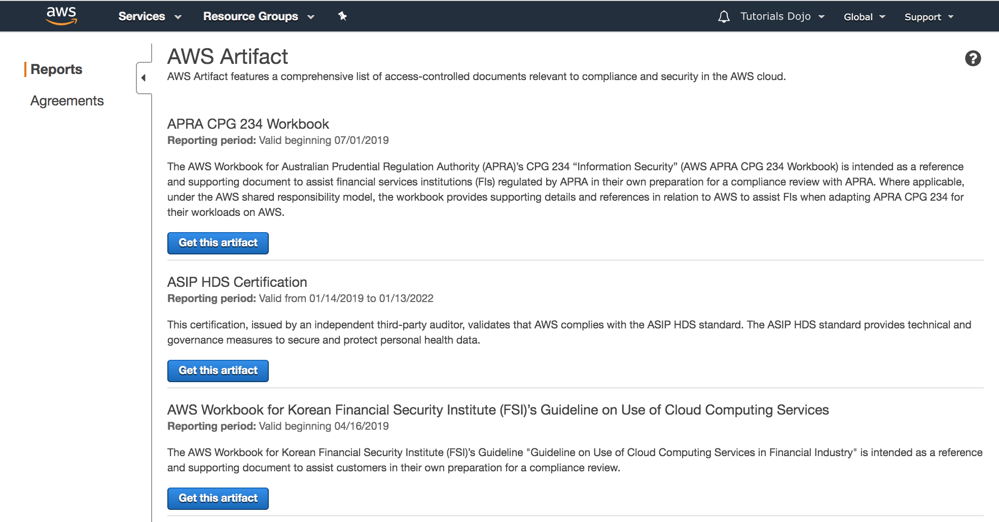 aws Services Resource Groups Tutorials Dojo Global Support
Reports
Agreements
AWS Artifact
AWS Artifact features a comprehensive list of access-controlled documents relevant to compliance and security in the AWS cloud.
APRA CPG 234 Workbook
Reporting period: Valid beginning 07/01/2019
The AWS Workbook for Australian Prudential Regulation Authority (APRA)’s CPG 234 “Information Security” (AWS APRA CPG 234 Workbook) is intended as a reference
and supporting document to assist financial services institutions (FIs) regulated by APRA in their own preparation for a compliance review with APRA. Where applicable,
under the AWS shared responsibility model, the workbook provides supporting details and references in relation to AWS to assist FIs when adapting APRA CPG 234 for
their workloads on AWS.
Get this artifact
ASIP HDS Certification
Reporting period: Valid from 01/14/2019 to 01/13/2022
This certification, issued by an independent third-party auditor, validates that AWS complies with the ASIP HDS standard. The ASIP HDS standard provides technical and
governance measures to secure and protect personal health data.
Get this artifact
AWS Workbook for Korean Financial Security Institute (FSI)’s Guideline on Use of Cloud Computing Services
Reporting period: Valid beginning 04/16/2019
The AWS Workbook for Korean Financial Security Institute (FSI)’s Guideline "Guideline on Use of Cloud Computing Services in Financial Industry" is intended as a reference
and supporting document to assist customers in their own preparation for a compliance review.
Get this artifact